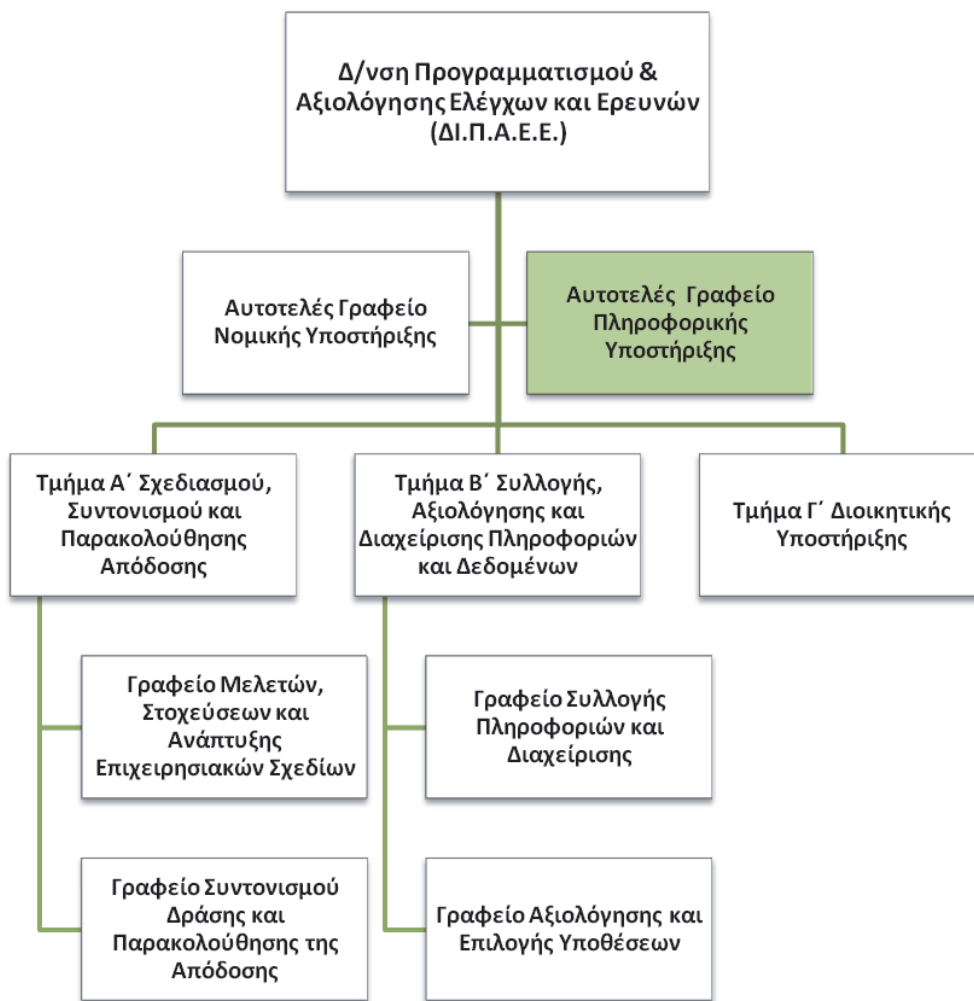 Δ/νση Προγραμματισμού &
Αξιολόγησης Ελέγχων και Ερευνών
(ΔΙ.Π.Α.Ε.Ε.)
Αυτοτελές Γραφείο
Νομικής Υποστήριξης
Αυτοτελές Γραφείο
Πληροφορικής
Υποστήριξης
Τμήμα Α΄ Σχεδιασμού,
Συντονισμού και
Παρακολούθησης
Απόδοσης
Τμήμα Β΄ Συλλογής,
Αξιολόγησης και
Διαχείρισης Πληροφοριών
και Δεδομένων
Τμήμα Γ΄ Διοικητικής
Υποστήριξης
Γραφείο Μελετών,
Στοχεύσεων και
Ανάπτυξης
Επιχειρησιακών Σχεδίων
Γραφείο Συλλογής
Πληροφοριών και
Διαχείρισης
Γραφείο Συντονισμού
Δράσης και
Παρακολούθησης της
Απόδοσης
Γραφείο Αξιολόγησης και
Επιλογής Υποθέσεων